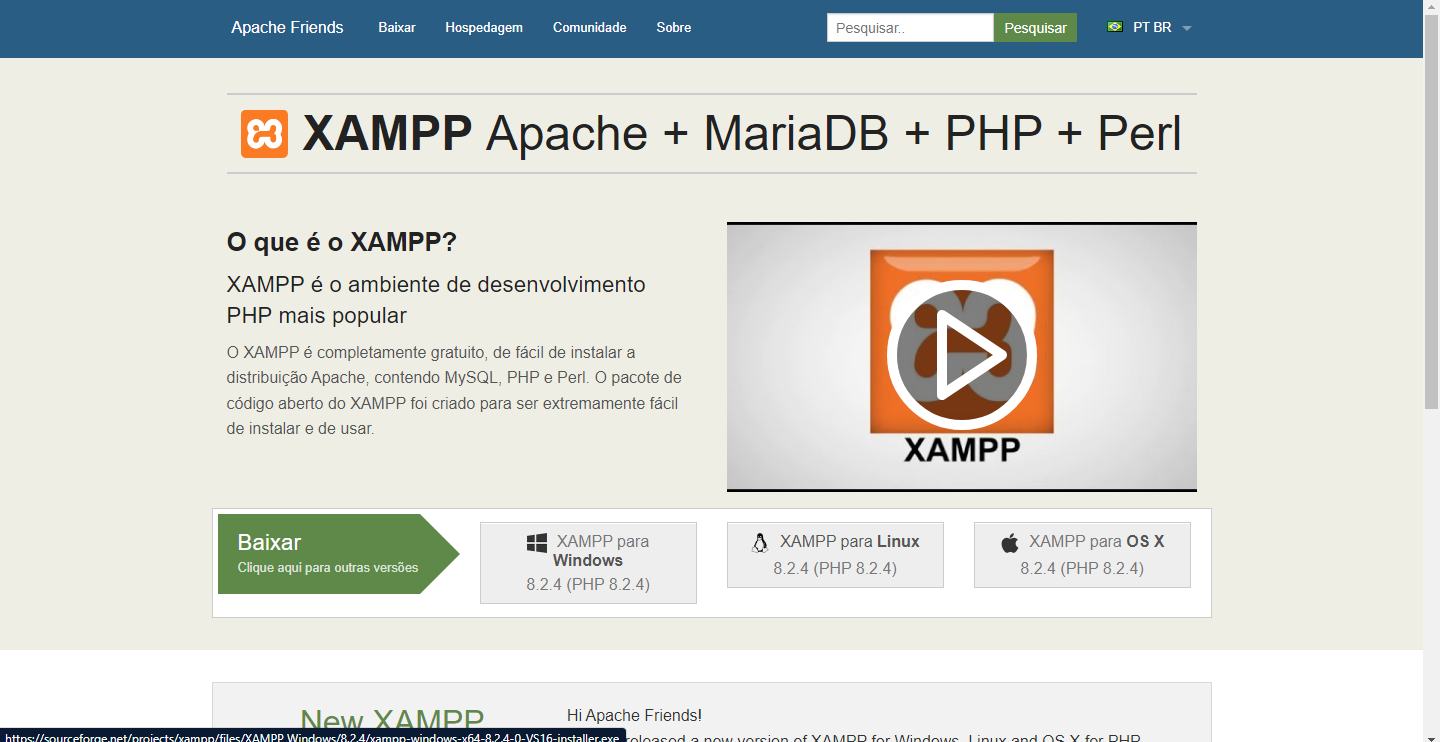 Apache Friends Baixar Hospedagem Comunidade Sobre Pesquisar.. Pesquisar PT BR
XAMPP Apache + MariaDB + PHP + Perl
O que é o XAMPP?
XAMPP é o ambiente de desenvolvimento
PHP mais popular
O XAMPP é completamente gratuito, de fácil de instalar a
distribuição Apache, contendo MySQL, PHP e Perl. O pacote de
código aberto do XAMPP foi criado para ser extremamente fácil
de instalar e de usar.
XAMPP
Baixar
Clique aqui para outras versões
XAMPP para
Windows
8.2.4 (PHP 8.2.4)
XAMPP para Linux
8.2.4 (PHP 8.2.4)
XAMPP para OS X
8.2.4 (PHP 8.2.4)
New XAMPP
Hi Apache Friends!
released a new version of XAMPP for Windows, Linux and OS X for PHP
https://sourceforge.net/projects/xampp/files/XAMPP Windows/8.2.4/xampp-windows-x64-8.2.4-0-VS16-installer.exe